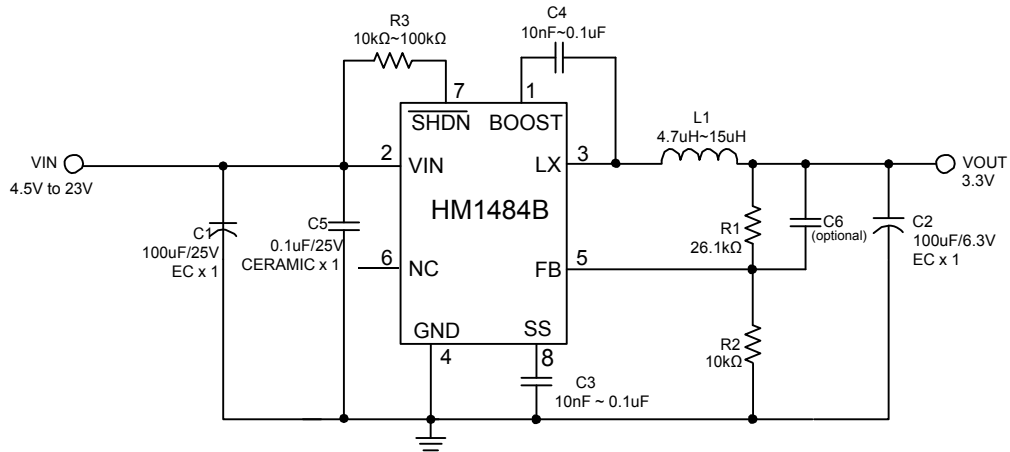 C4
10nF~0.1uF
R3
10kΩ~100kΩ
7
1
SHDN
BOOST
L1
4.7uH~15uH
VIN
4.5V to 23V
2
VIN
LX
3
VOUT
3.3V
HM1484B
C1
100uF/25V
EC x 1
C5
0.1uF/25V
CERAMIC x 1
R1
26.1kΩ
C6
(optional)
C2
100uF/6.3V
EC x 1
6
NC
FB
5
GND
SS
4
8
R2
10kΩ
C3
10nF ~ 0.1uF